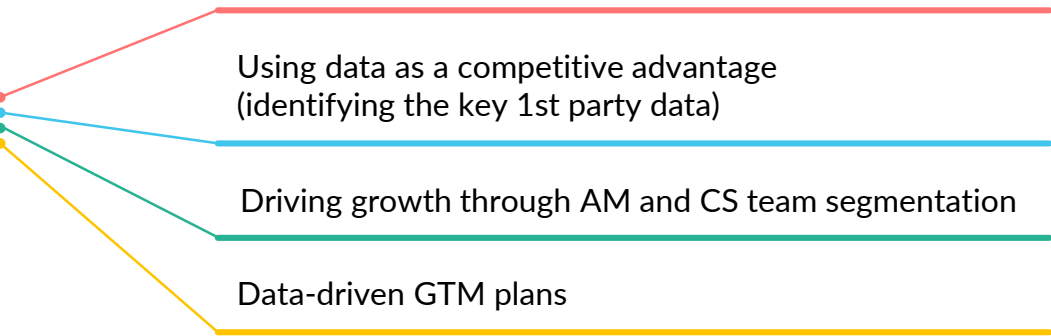 Using data as a competitive advantage
(identifying the key 1st party data)
Driving growth through AM and CS team segmentation
Data-driven GTM plans